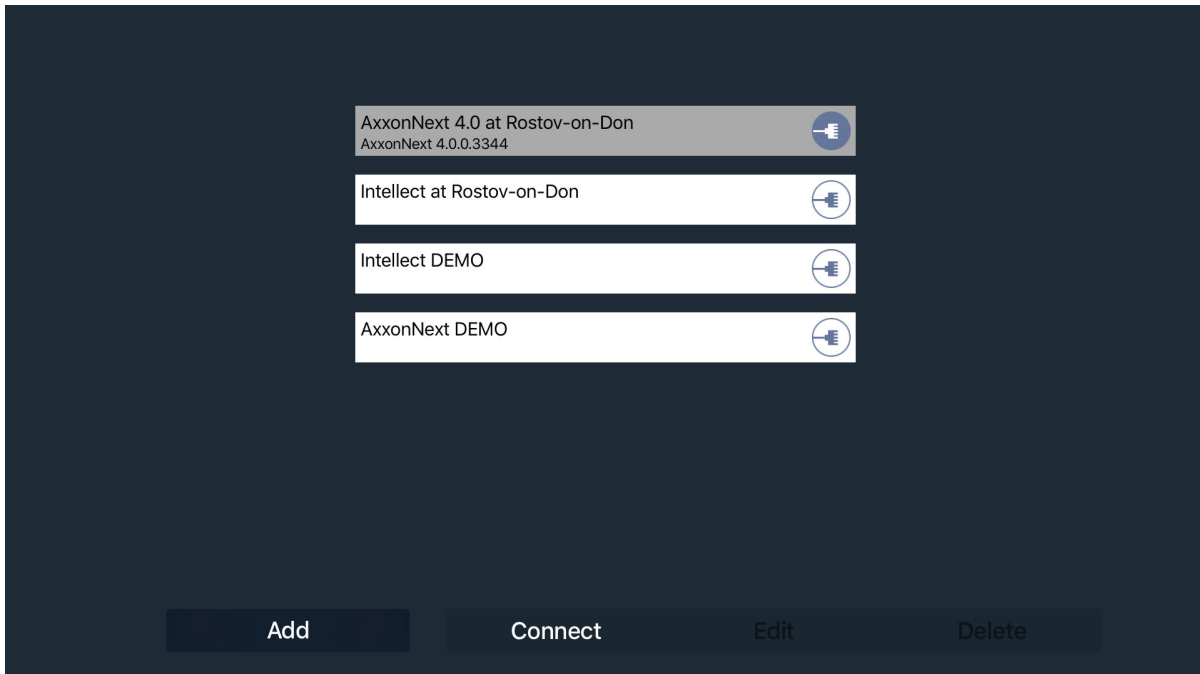 AxxonNext 4.0 at Rostov-on-Don
AxxonNext 4.0.0.3344
Intellect at Rostov-on-Don
Intellect DEMO
AxxonNext DEMO
Add
Connect
Edit
Delete